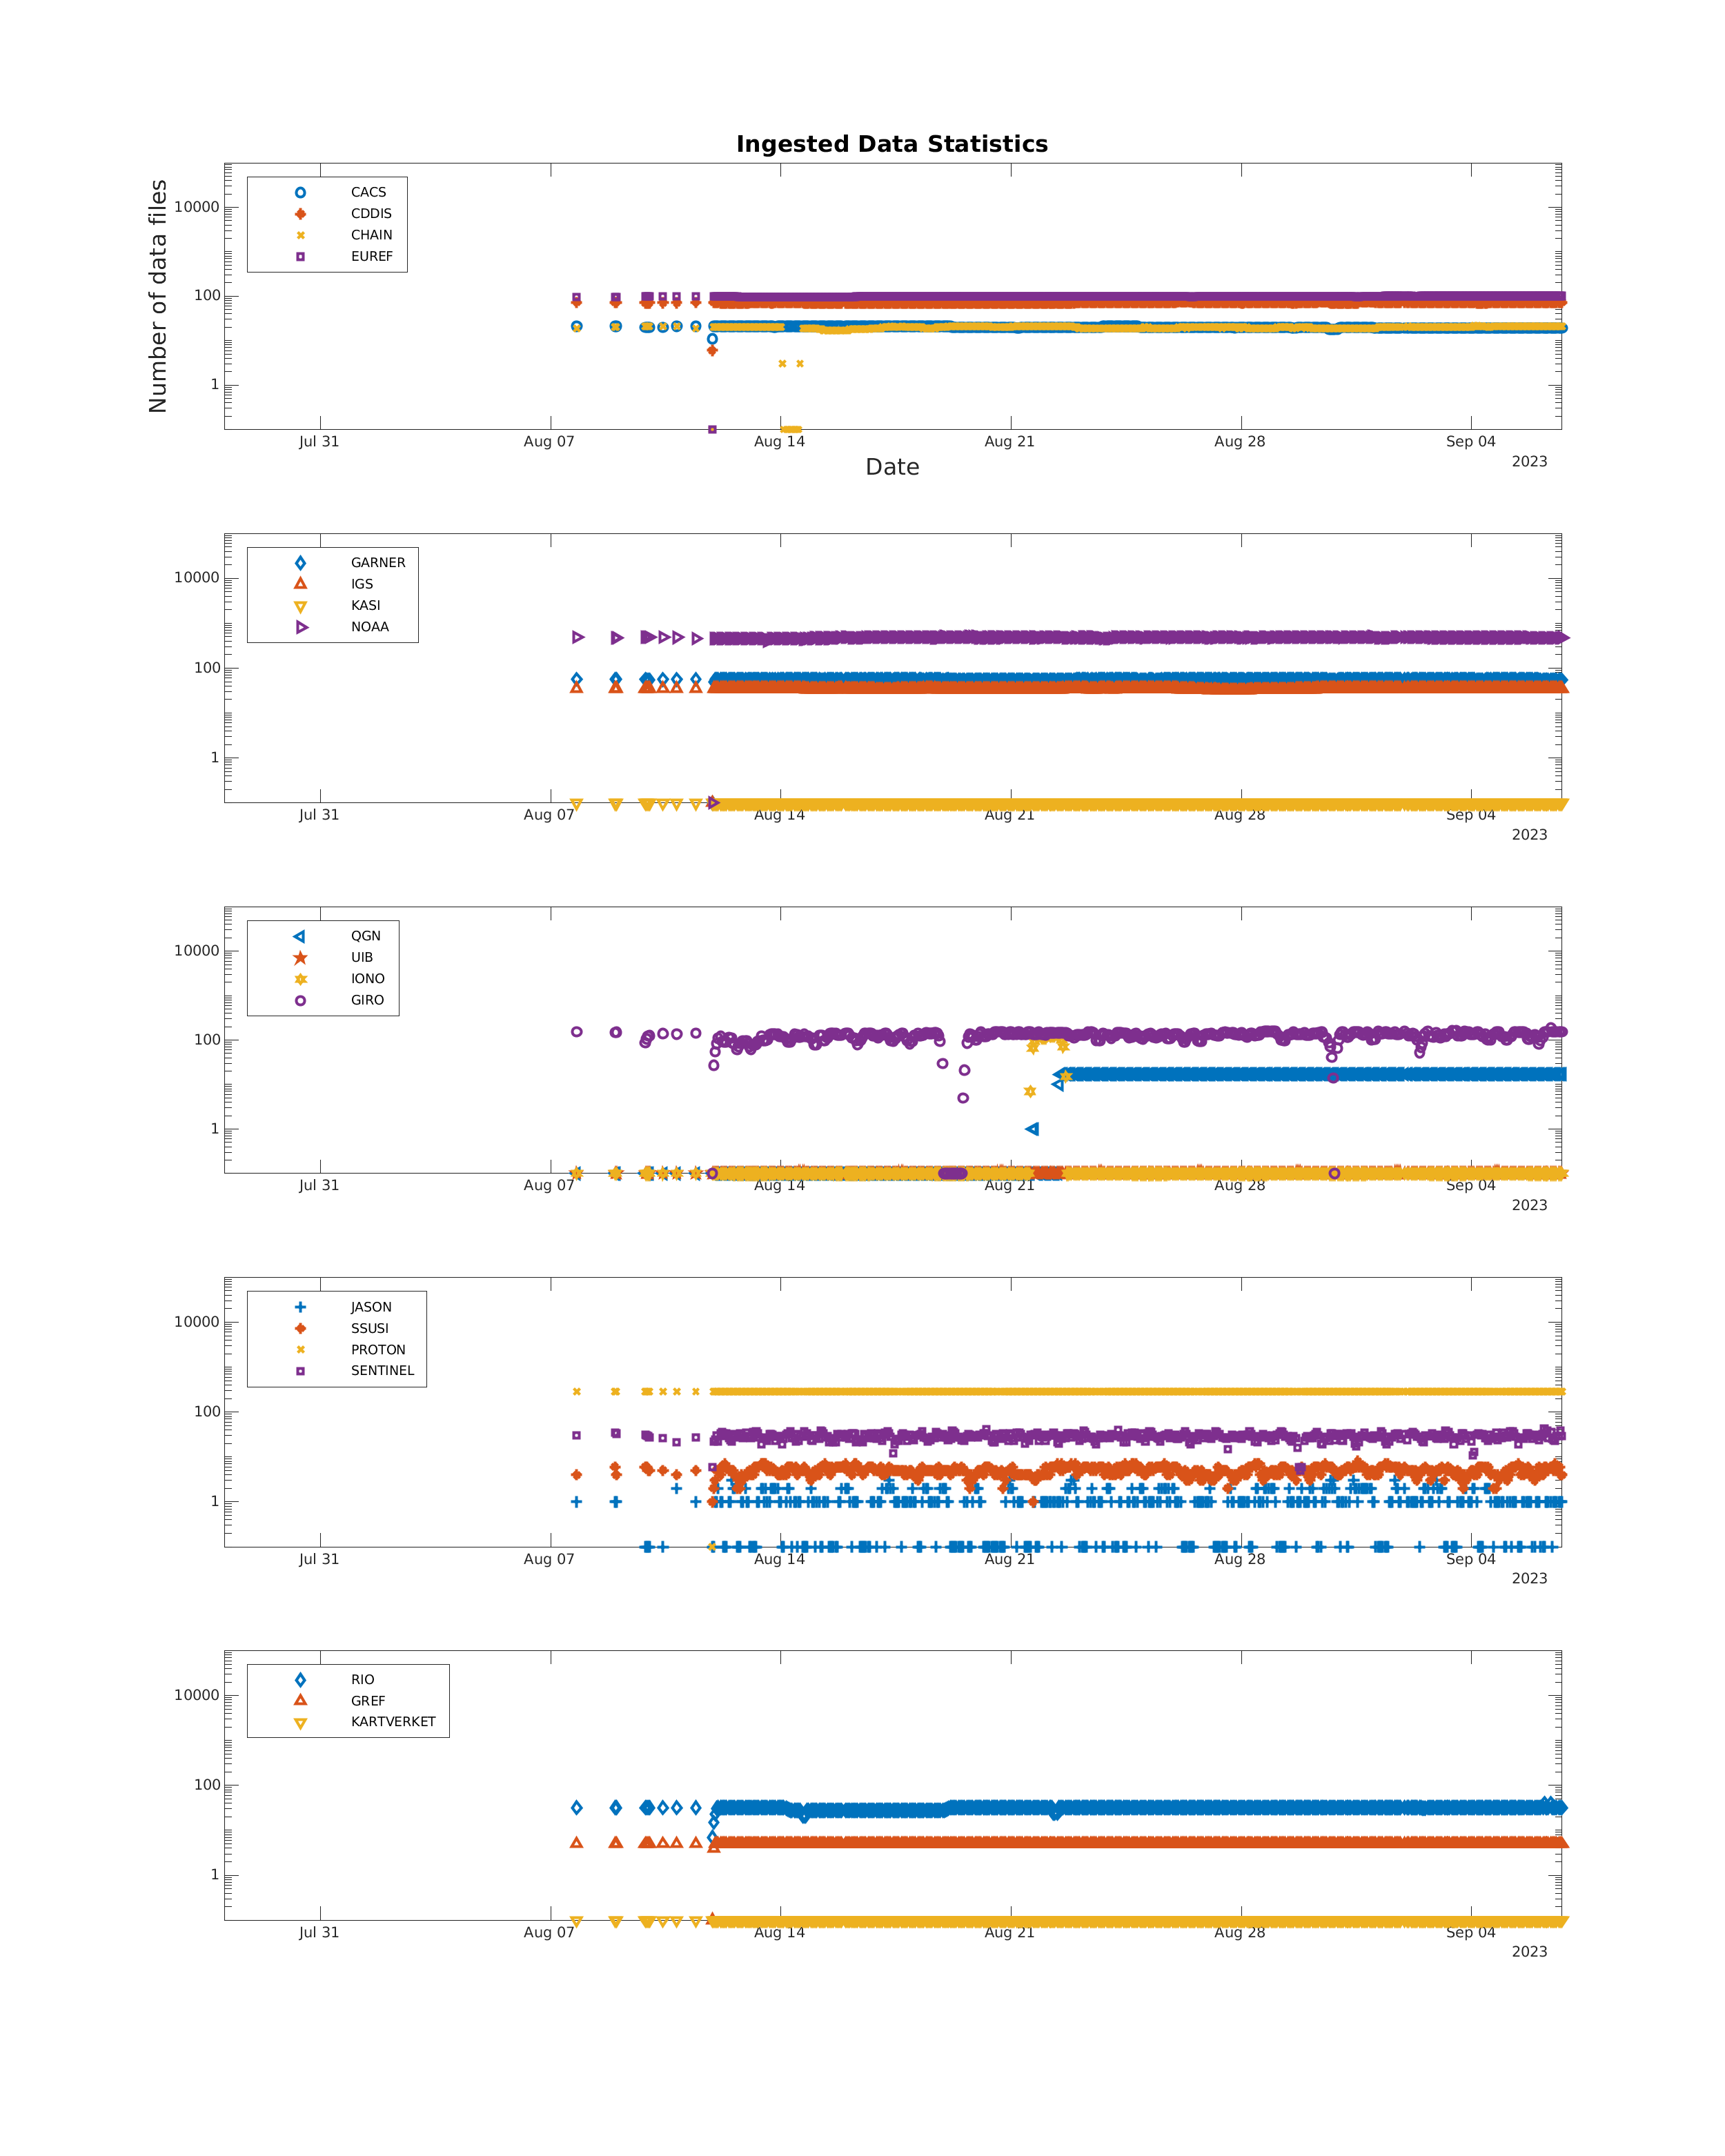 Ingested Data Statistics
Number of data files
10000
100
1
CACS
CDDIS
CHAIN
EUREF
Jul 31 Aug 07 Aug 14 Aug 21 Aug 28 Sep 04
2023
Date
10000
100
1
GARNER
IGS
KASI
NOAA
Jul 31 Aug 07 Aug 14 Aug 21 Aug 28 Sep 04
2023
10000
100
1
QGN
UIB
IONO
GIRO
Jul 31 Aug 07 Aug 14 Aug 21 Aug 28 Sep 04
2023
10000
100
1
JASON
SSUSI
PROTON
SENTINEL
Jul 31 Aug 07 Aug 14 Aug 21 Aug 28 Sep 04
2023
10000
100
1
RIO
GREF
KARTVERKET
Jul 31 Aug 07 Aug 14 Aug 21 Aug 28 Sep 04
2023